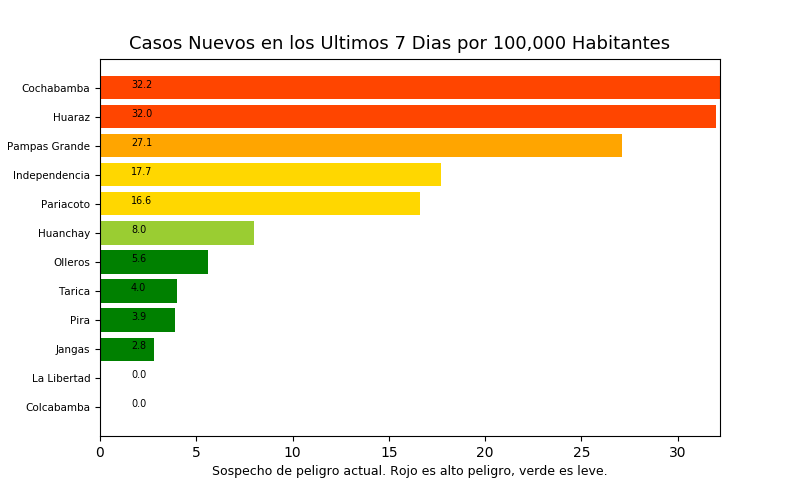 Casos Nuevos en los Ultimos 7 Dias por 100,000 Habitantes
Cochabamba 32.2
Huaraz 32.0
Pampas Grande 27.1
Independencia 17.7
Pariacoto 16.6
Huanchay 8.0
Olleros 5.6
Tarica 4.0
Pira 3.9
Jangas 2.8
La Libertad 0.0
Colcabamba 0.0
0 5 10 15 20 25 30
Sospecho de peligro actual. Rojo es alto peligro, verde es leve.